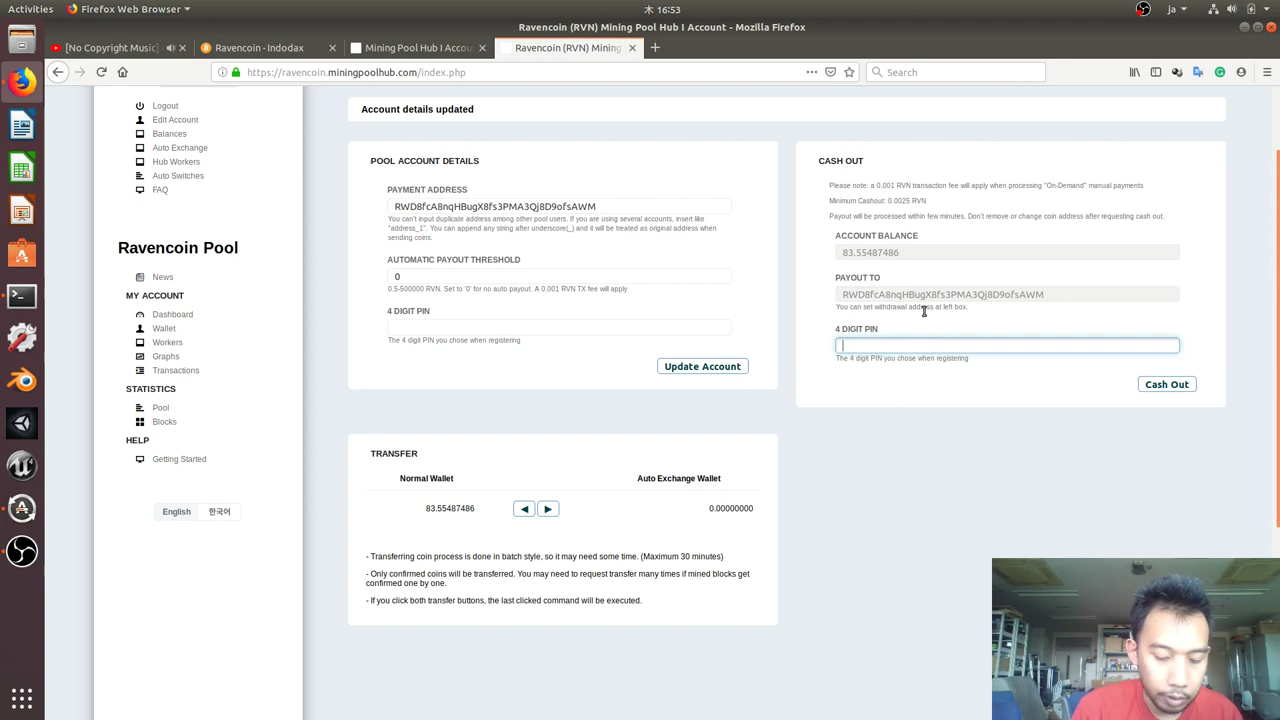 Activities
Firefox Web Browser
木 16:53
ja
Ravencoin (RVN) Mining Pool Hub I Account - Mozilla Firefox
[No Copyright Music]
Ravencoin - Indodax
Mining Pool Hub I Account
Ravencoin (RVN) Mining
https://ravencoin.miningpoolhub.com/index.php
Search
Logout
Edit Account
Balances
Auto Exchange
Hub Workers
Auto Switches
FAQ
Ravencoin Pool
News
MY ACCOUNT
Dashboard
Wallet
Workers
Graphs
Transactions
STATISTICS
Pool
Blocks
HELP
Getting Started
English
한국어
Account details updated
POOL ACCOUNT DETAILS
PAYMENT ADDRESS
RWD8fcA8nqHBugX8fs3PMA3Qj8D9ofsAWM
You can't input duplicate address among other pool users. If you are using several accounts, insert like
"address_1". You can append any string after underscore(_) and it will be treated as original address when
sending coins.
AUTOMATIC PAYOUT THRESHOLD
0
0.5-500000 RVN. Set to '0' for no auto payout. A 0.001 RVN TX fee will apply
4 DIGIT PIN
The 4 digit PIN you chose when registering
Update Account
CASH OUT
Please note: a 0.001 RVN transaction fee will apply when processing "On-Demand" manual payments
Minimum Cashout: 0.0025 RVN
Payout will be processed within few minutes. Don't remove or change coin address after requesting cash out.
ACCOUNT BALANCE
83.55487486
PAYOUT TO
RWD8fcA8nqHBugX8fs3PMA3Qj8D9ofsAWM
You can set withdrawal address at left box.
4 DIGIT PIN
The 4 digit PIN you chose when registering
Cash Out
TRANSFER
Normal Wallet
Auto Exchange Wallet
83.55487486
0.00000000
- Transferring coin process is done in batch style, so it may need some time. (Maximum 30 minutes)
- Only confirmed coins will be transferred. You may need to request transfer many times if mined blocks get
confirmed one by one.
- If you click both transfer buttons, the last clicked command will be executed.